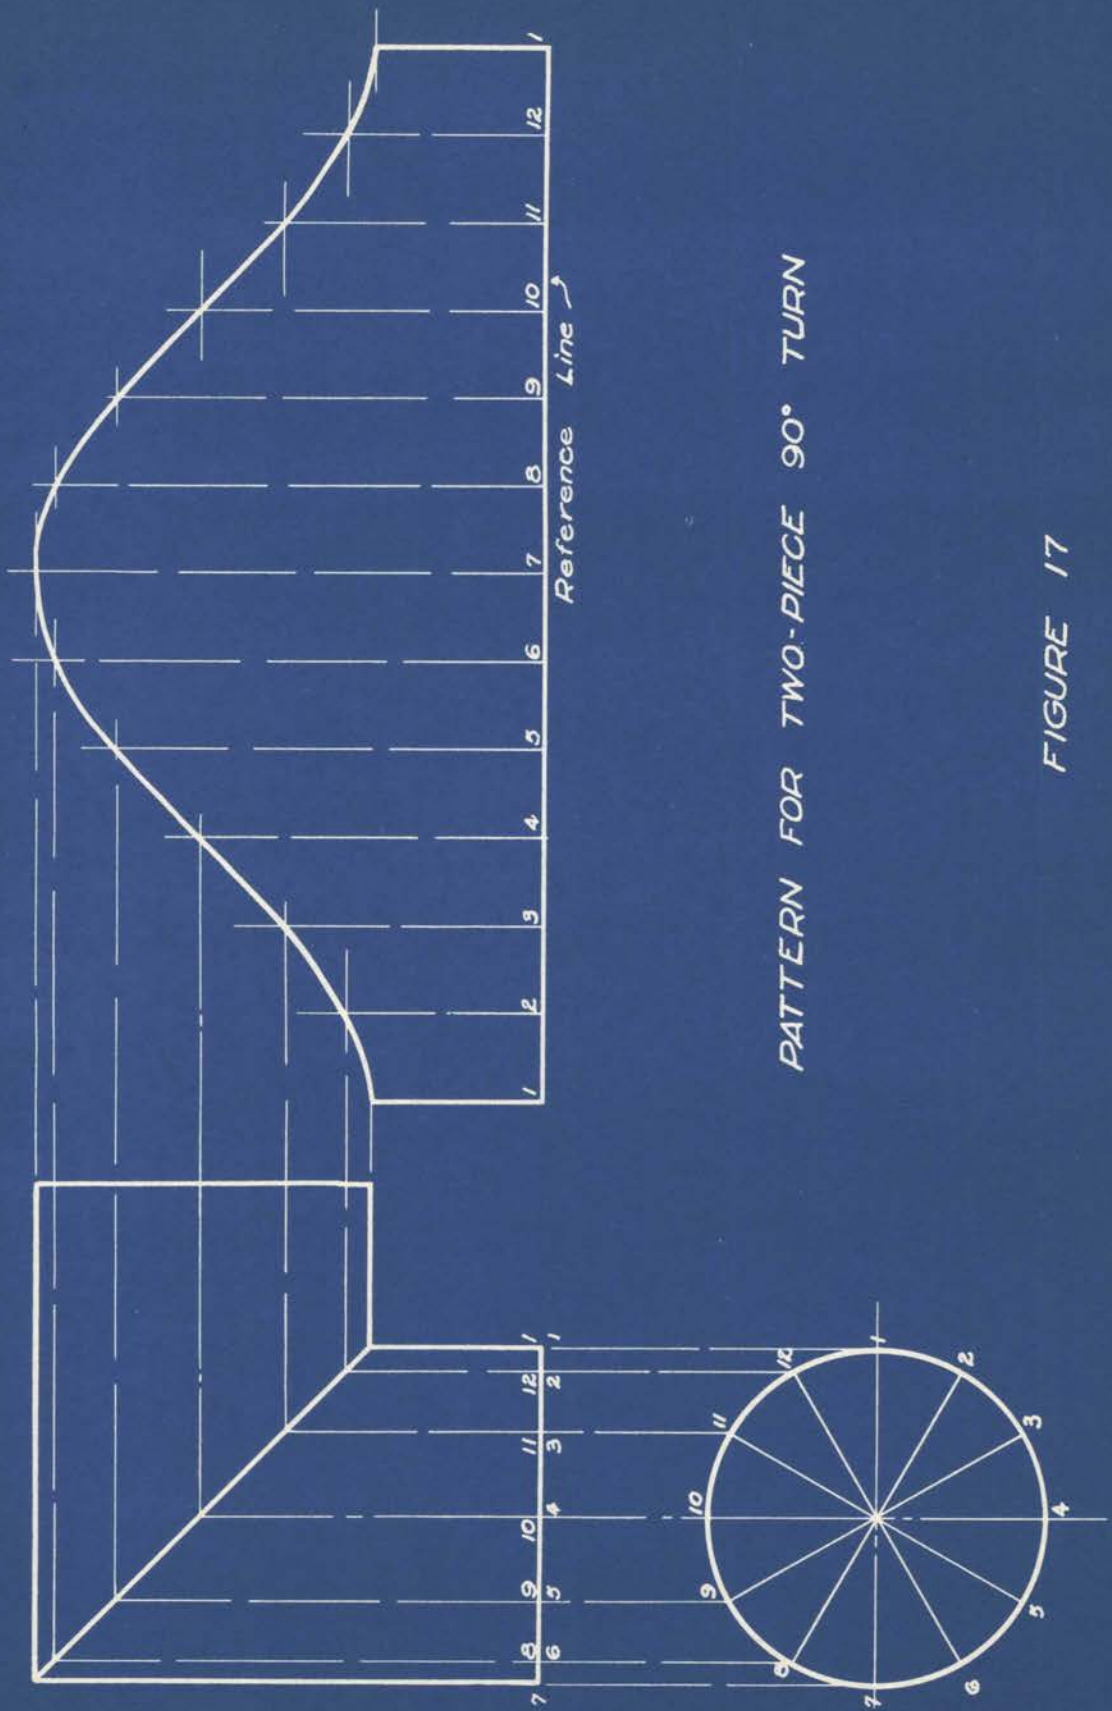 1 2 3 4 5 6 7 8 9 10 11 12 1
Reference Line
7 8 9 10 11 12 1
6 5 4 3 2 1
PATTERN FOR TWO-PIECE 90° TURN
1
2
3
4
5
6
7
8
9
10
11
12
FIGURE 17